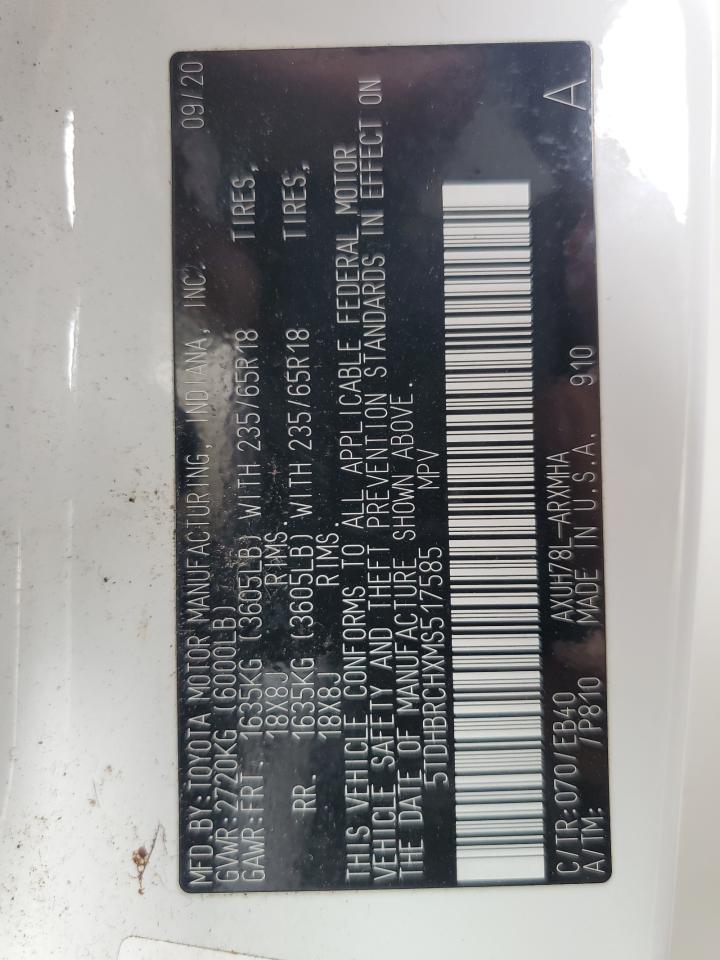 MFD BY:TOYOTA MOTOR MANUFACTURING, INDIANA, INC. 09/20
GVWR:2720KG (6000LB)
GAWR:FRT. 1635KG (3605LB) WITH 235/65R18 TIRES,
18X8J RIMS.
RR. 1635KG (3605LB) WITH 235/65R18 TIRES,
18X8J RIMS.
THIS VEHICLE CONFORMS TO ALL APPLICABLE FEDERAL MOTOR
VEHICLE SAFETY AND THEFT PREVENTION STANDARDS IN EFFECT ON
THE DATE OF MANUFACTURE SHOWN ABOVE.
5TDHBRCHXMS517585 MPV
C/TR:070/EB40 AXUH78L-ARXMHA A
A/TM: /P810 MADE IN U.S.A. 910